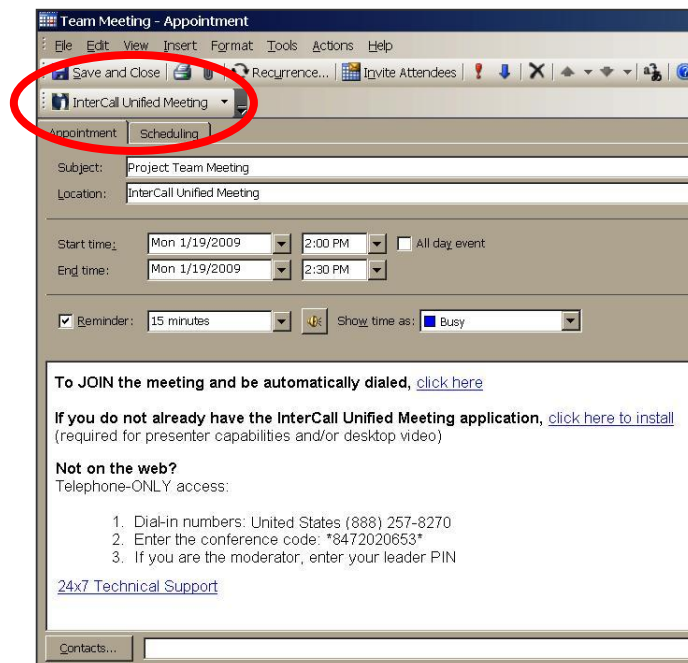 Team Meeting - Appointment
File Edit View Insert Format Tools Actions Help
Save and Close Recurrence... Invite Attendees
InterCall Unified Meeting
Appointment Scheduling
Subject: Project Team Meeting
Location: InterCall Unified Meeting
Start time: Mon 1/19/2009 2:00 PM All day event
End time: Mon 1/19/2009 2:30 PM
Reminder: 15 minutes Show time as: Busy
To JOIN the meeting and be automatically dialed, click here
If you do not already have the InterCall Unified Meeting application, click here to install
(required for presenter capabilities and/or desktop video)
Not on the web?
Telephone-ONLY access:
1. Dial-in numbers: United States (888) 257-8270
2. Enter the conference code: *8472020653*
3. If you are the moderator, enter your leader PIN
24x7 Technical Support
Contacts...